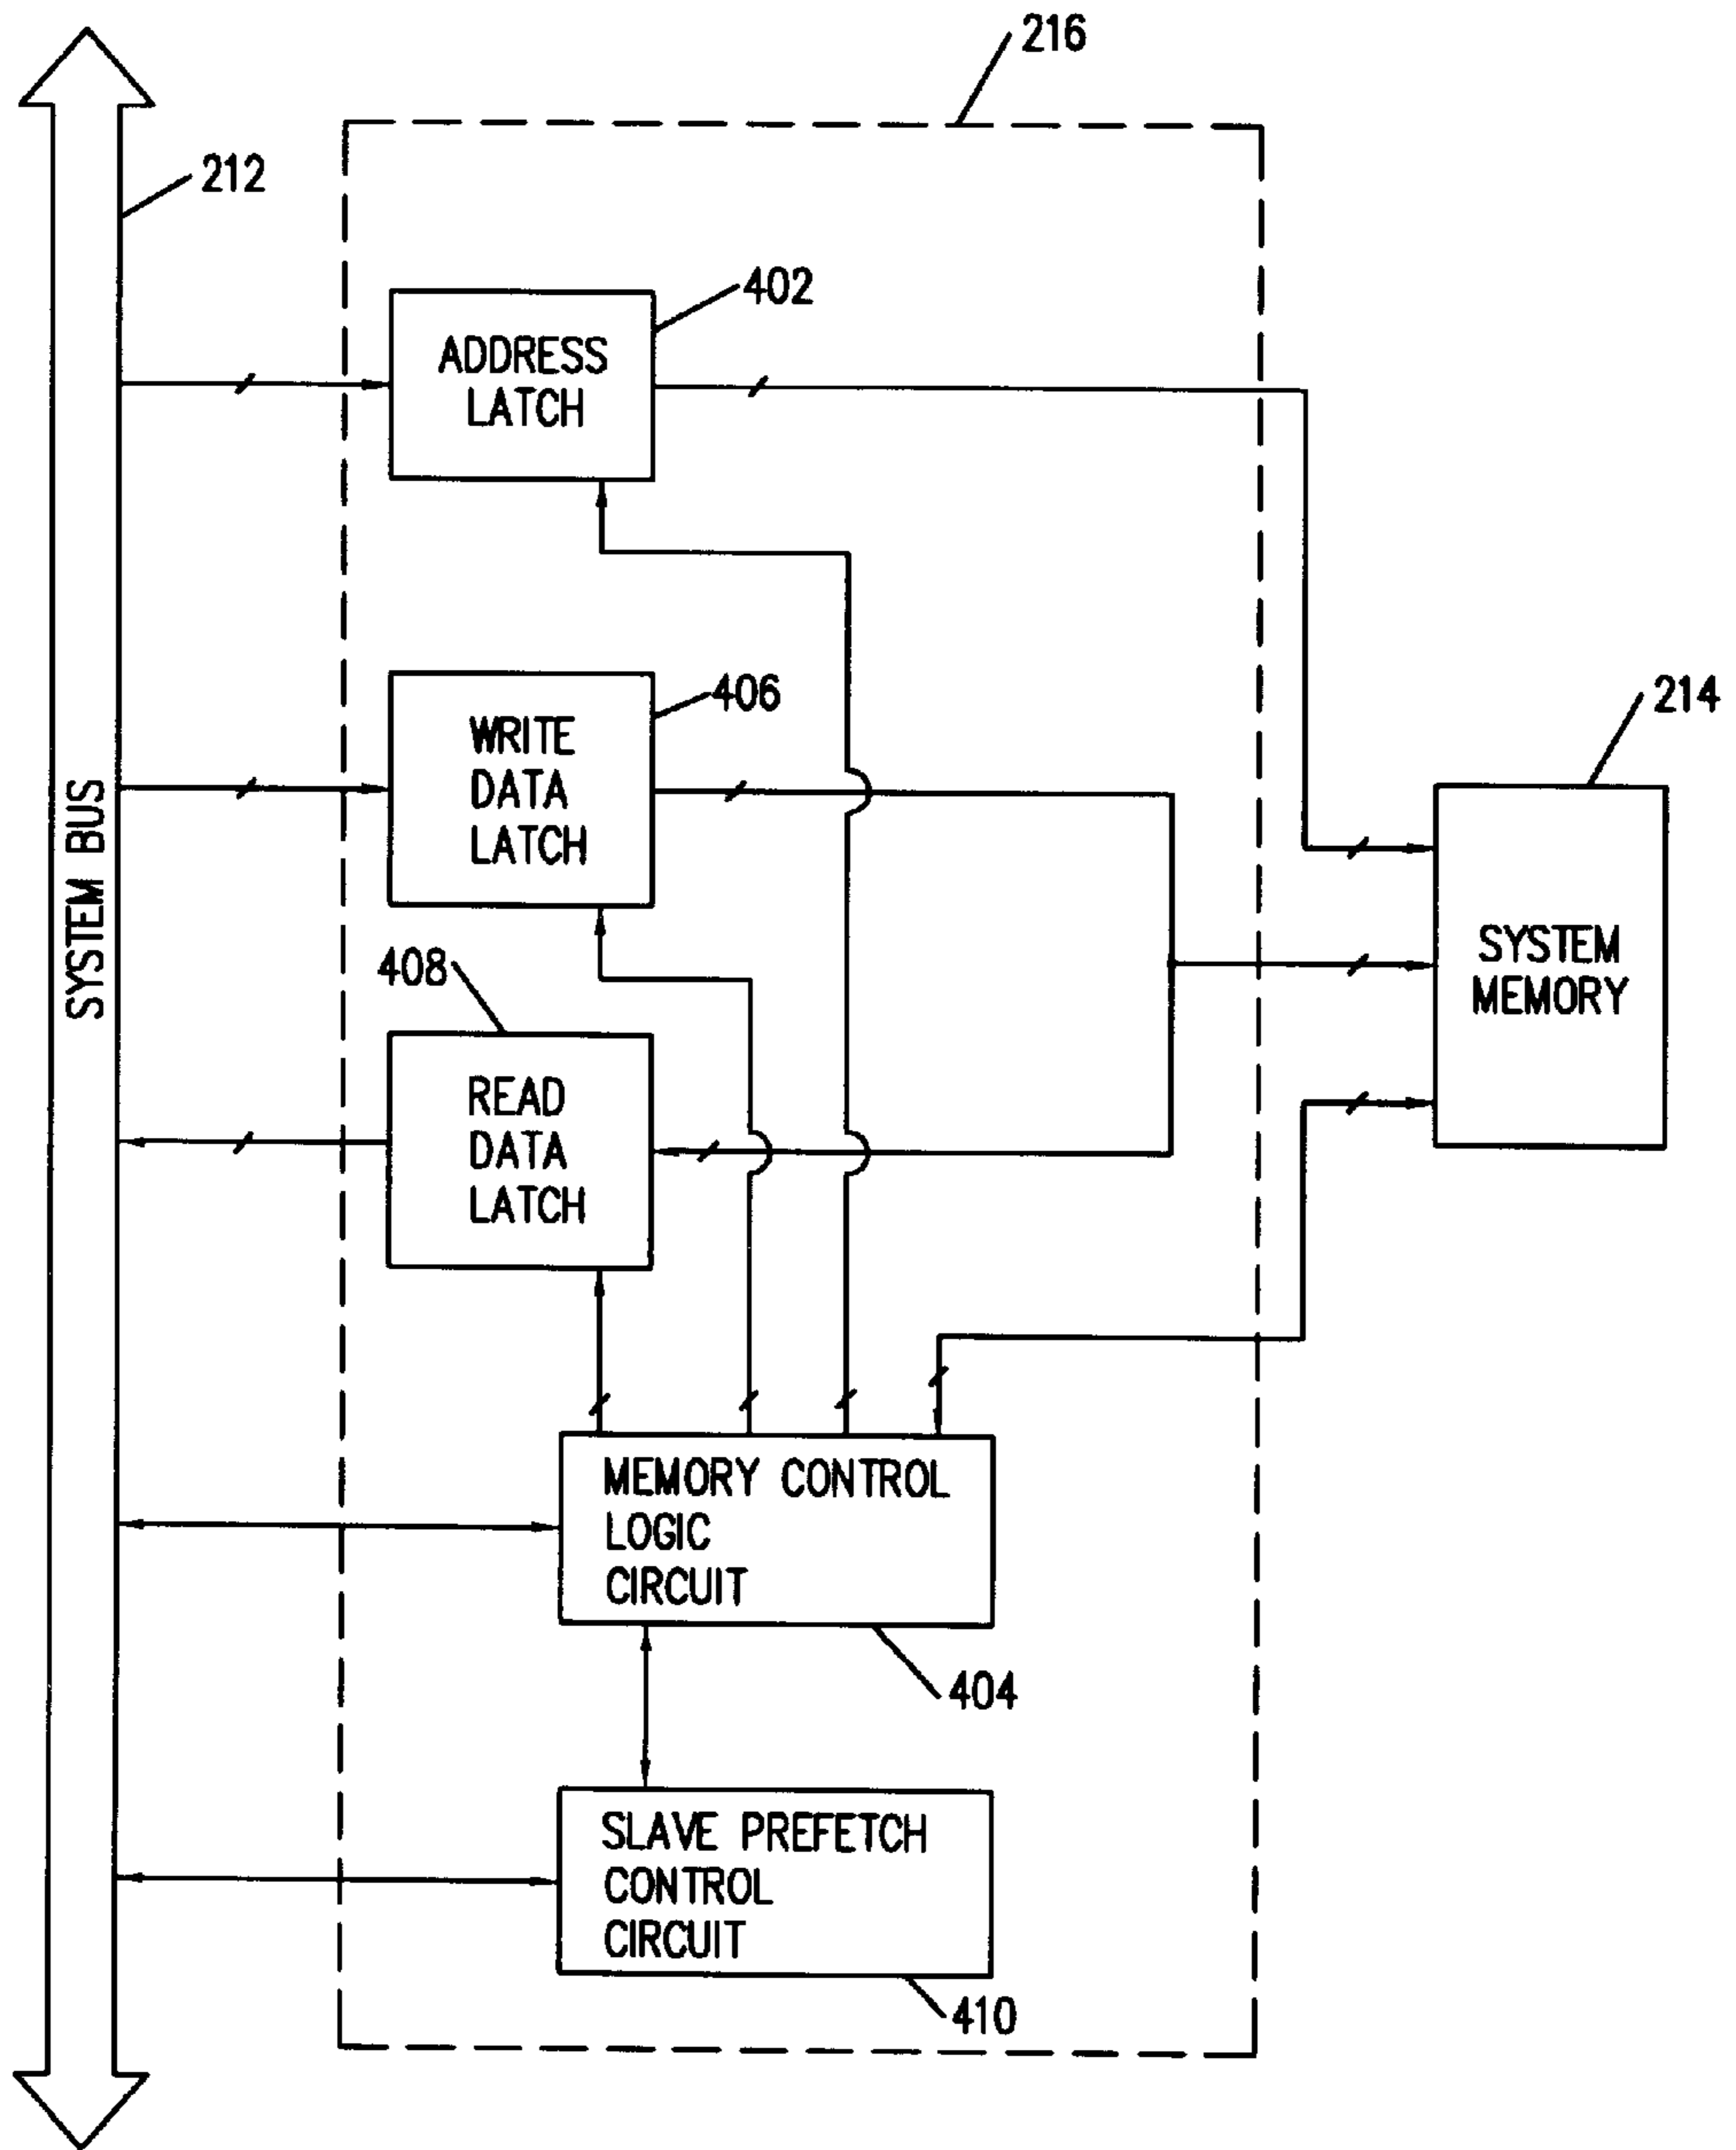 216
212
402
ADDRESS
LATCH
406
WRITE
DATA
LATCH
214
SYSTEM BUS
SYSTEM
MEMORY
408
READ
DATA
LATCH
MEMORY CONTROL
LOGIC
CIRCUIT
404
SLAVE PREFETCH
CONTROL
CIRCUIT
410